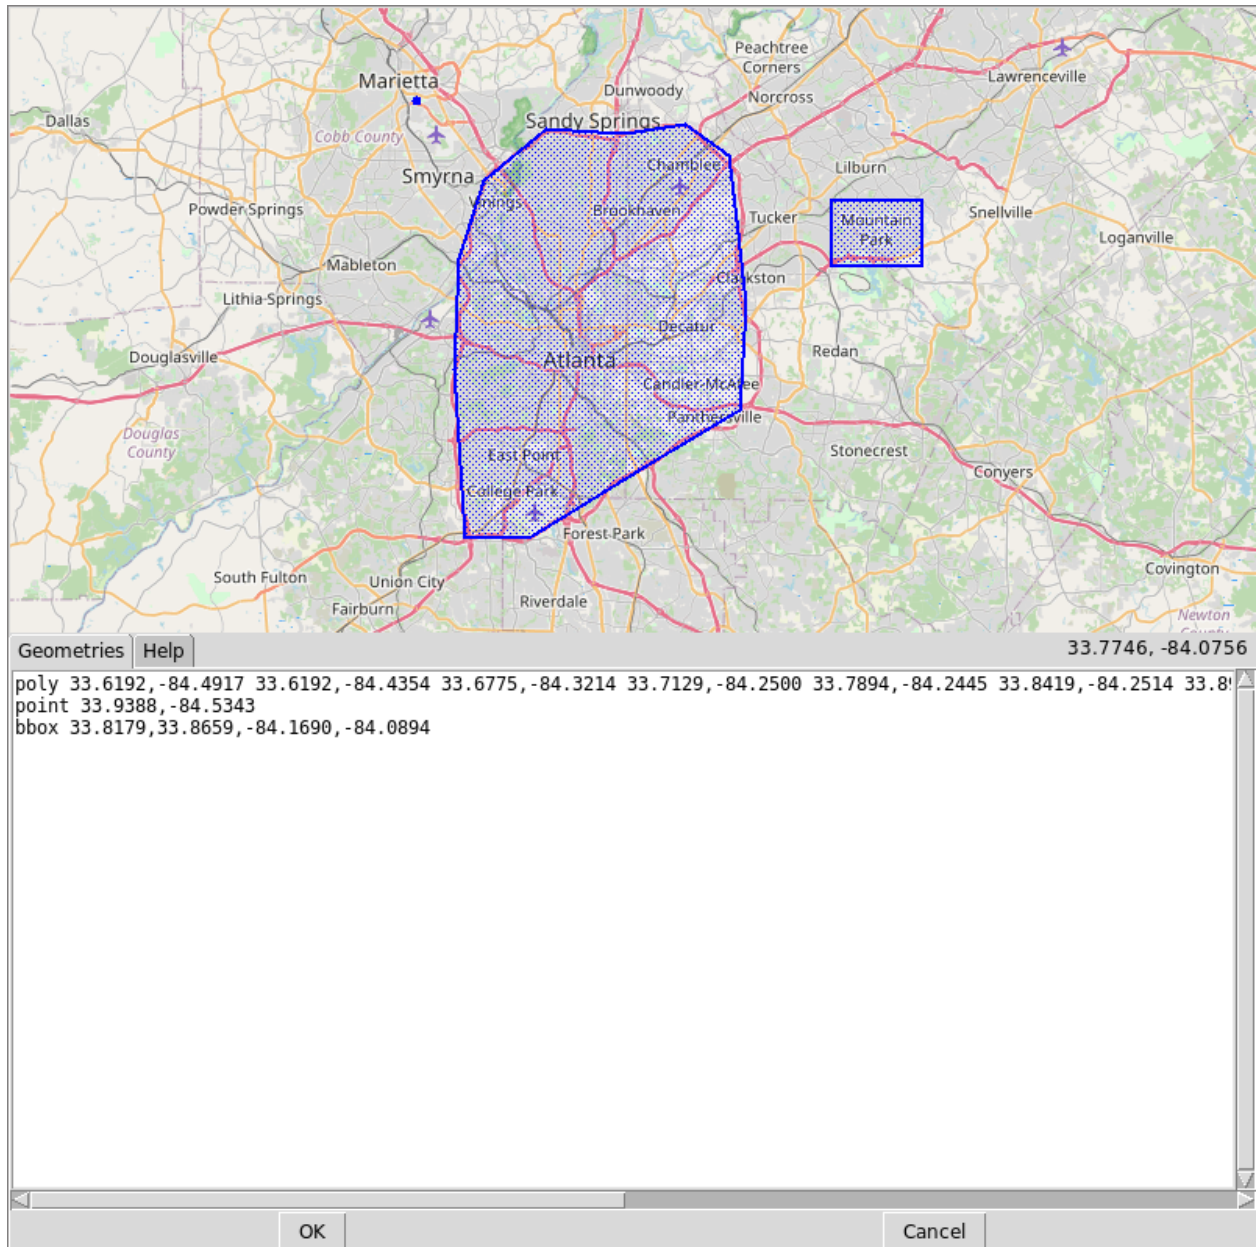 Peachtree
Corners
Marietta
Lawrenceville
Dunwoody
Norcross
Dallas
Sandy Springs
Cobb County
Chamblee
Lilburn
Smyrna
Vinings
Powder Springs
Brookhaven
Tucker
Mountain
Park
Snellville
Loganville
Mableton
Clarkston
Lithia Springs
Decatur
Douglasville
Atlanta
Redan
Candler-McAfee
Panthersville
Douglas
County
East Point
Stonecrest
Conyers
College Park
Forest Park
South Fulton
Union City
Covington
Riverdale
Fairburn
Newton
County
Geometries Help 33.7746, -84.0756
poly 33.6192,-84.4917 33.6192,-84.4354 33.6775,-84.3214 33.7129,-84.2500 33.7894,-84.2445 33.8419,-84.2514 33.89
point 33.9388,-84.5343
bbox 33.8179,33.8659,-84.1690,-84.0894
OK Cancel